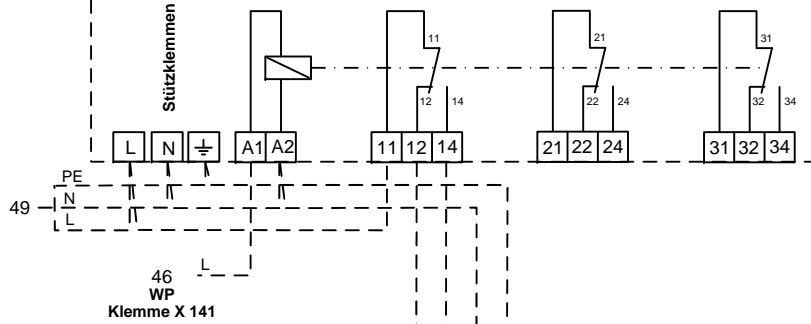 Stützklemmen
11
21
31
12 14
22 24
32 34
L N A1 A2 11 12 14 21 22 24 31 32 34
PE
49 N
L
46 L
WP
Klemme X 141